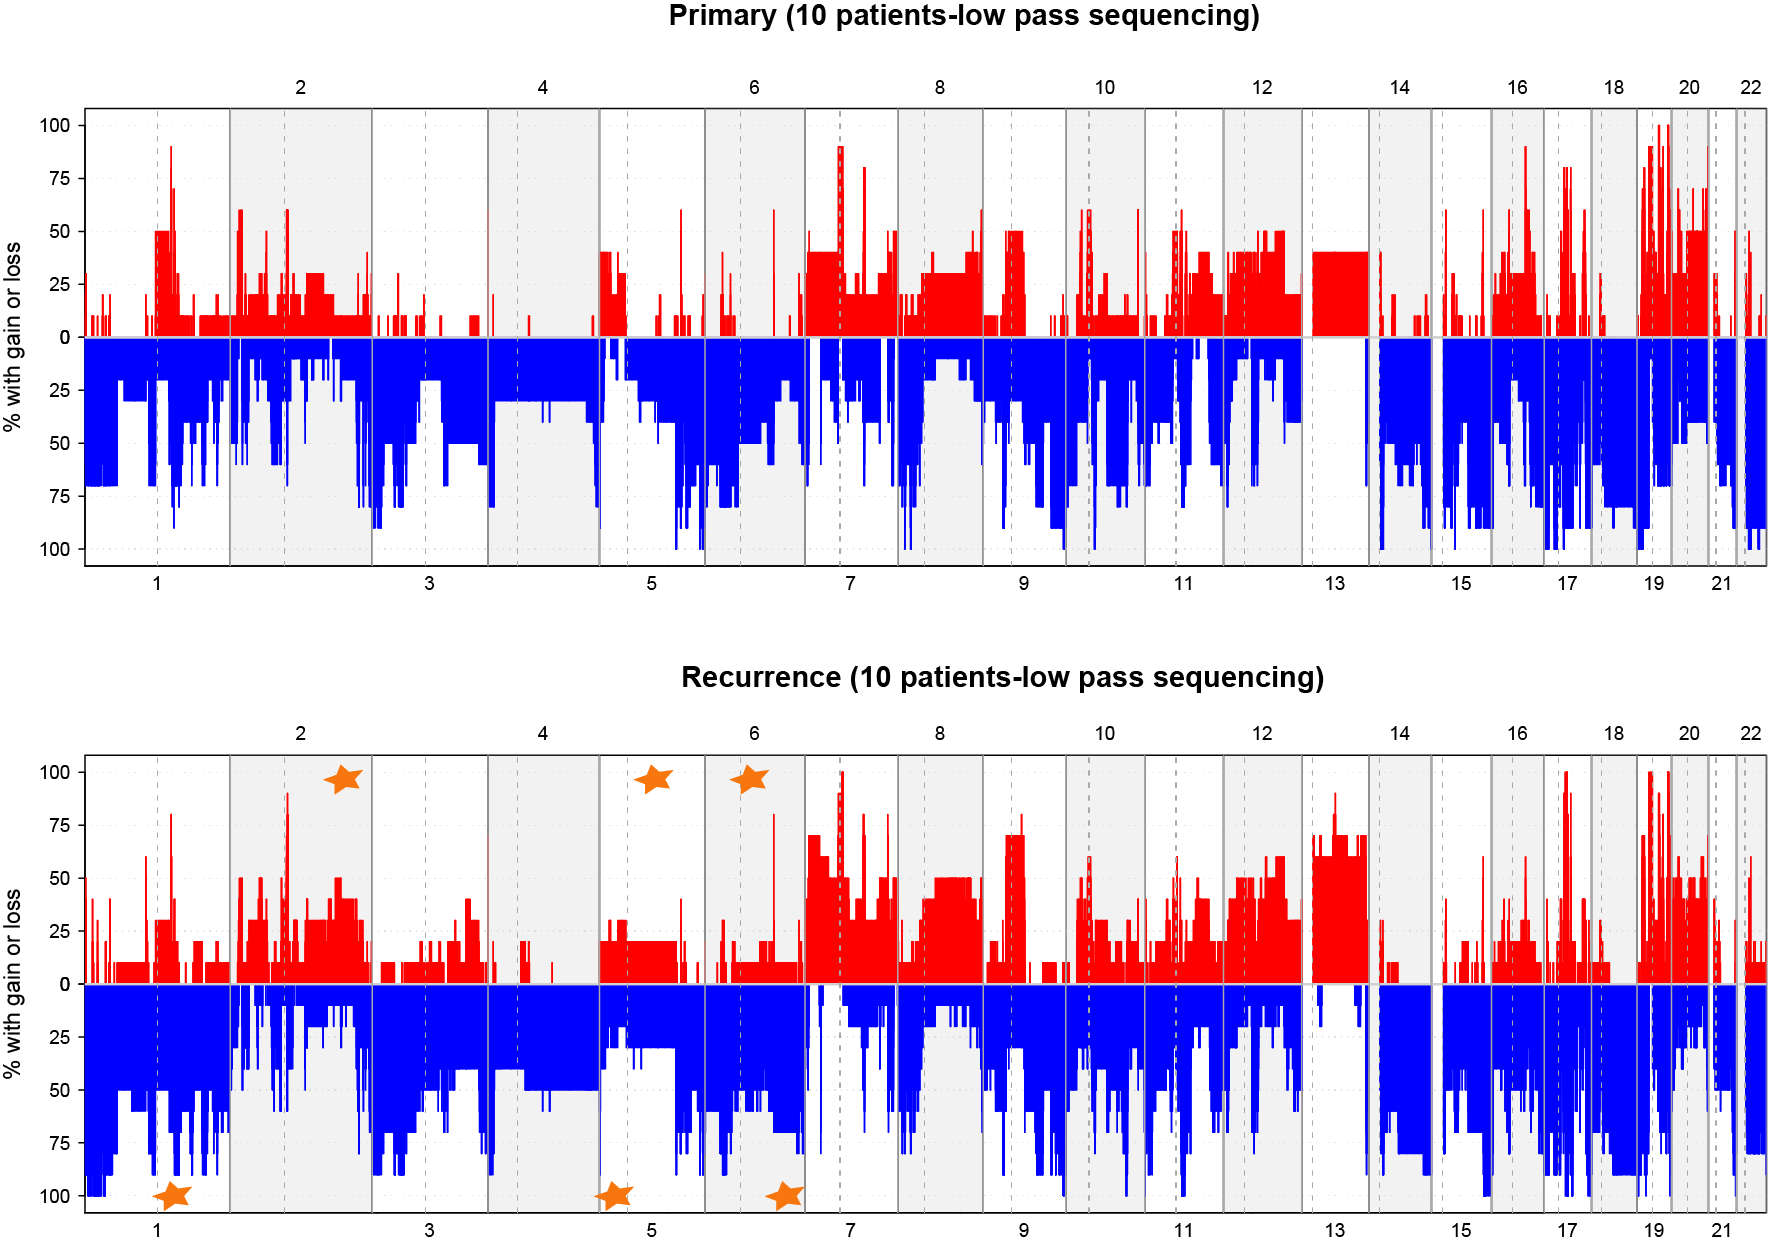 Primary (10 patients-low pass sequencing)
2 4 6 8 10 12 14 16 18 20 22
% with gain or loss
100
75
50
25
0
25
50
75
100
1 3 5 7 9 11 13 15 17 19 21
Recurrence (10 patients-low pass sequencing)
2 4 6 8 10 12 14 16 18 20 22
% with gain or loss
100
75
50
25
0
25
50
75
100
1 3 5 7 9 11 13 15 17 19 21